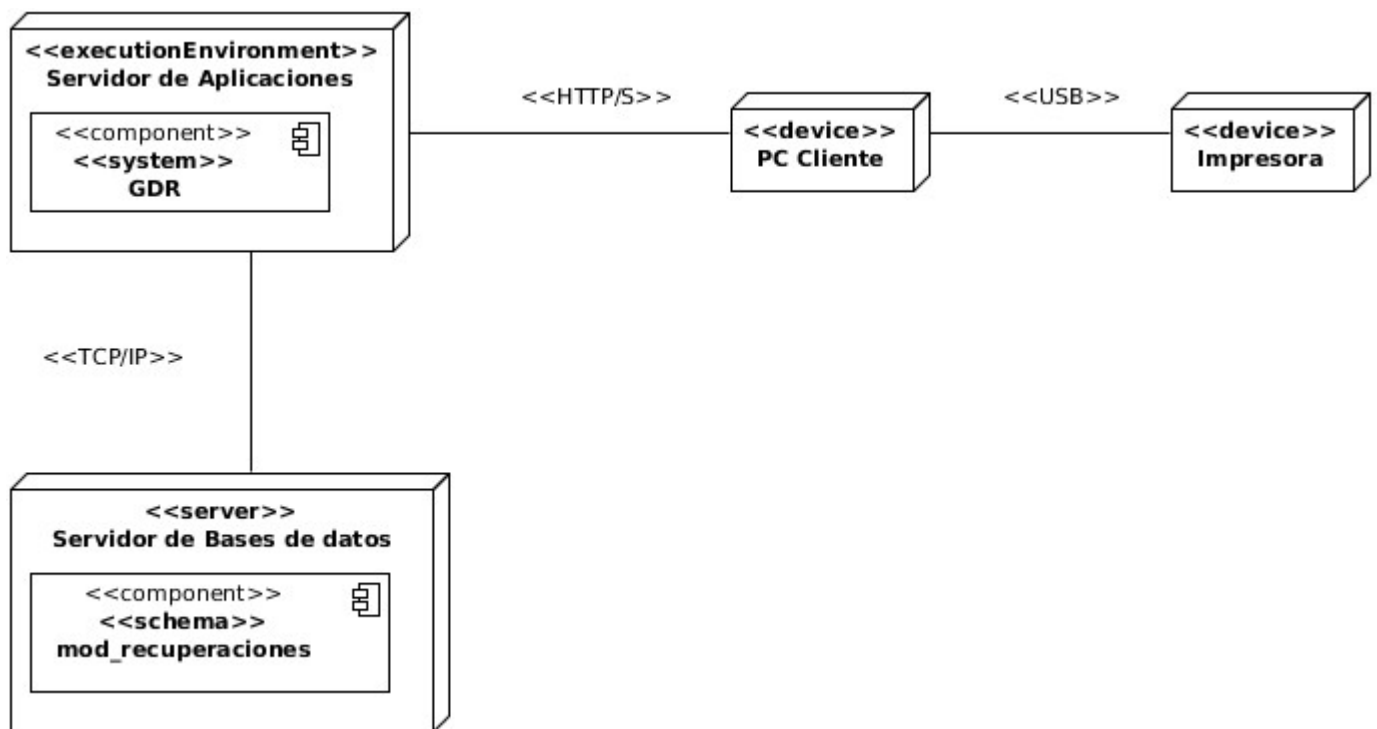 <<executionEnvironment>>
Servidor de Aplicaciones
<<component>>
<<system>>
GDR
<<HTTP/S>>
<<device>>
PC Cliente
<<USB>>
<<device>>
Impresora
<<TCP/IP>>
<<server>>
Servidor de Bases de datos
<<component>>
<<schema>>
mod_recuperaciones